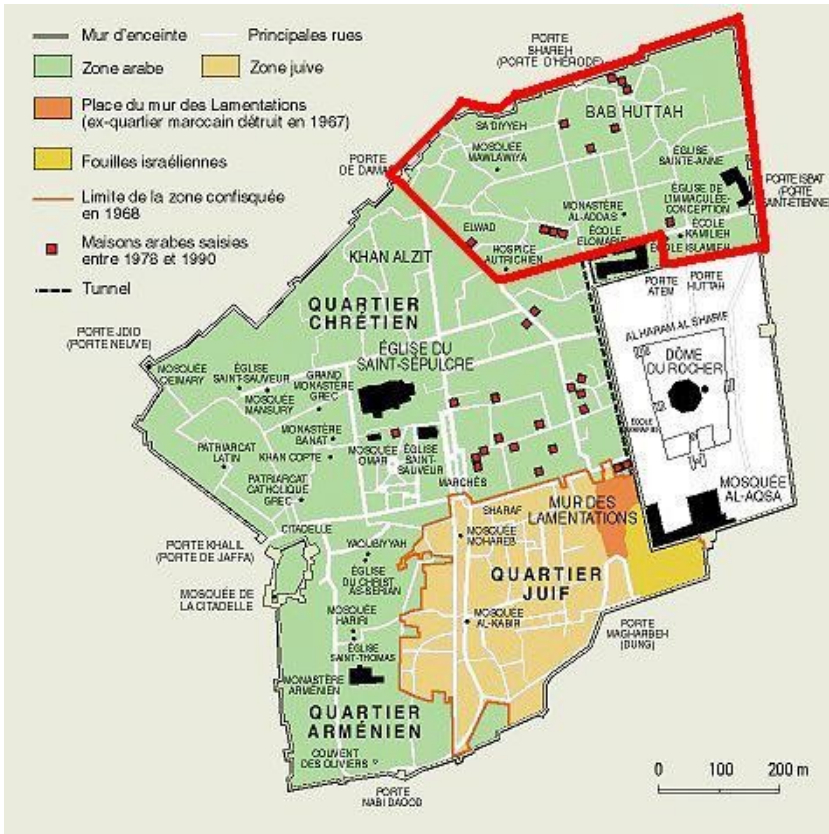 Mur d'enceinte
Principales rues
Zone arabe
Zone juive
Place du mur des Lamentations
(ex-quartier marocain détruit en 1967)
Fouilles israéliennes
Limite de la zone confisquée
en 1968
Maisons arabes saisies
entre 1978 et 1990
Tunnel
PORTE
SHAREH
(PORTE D'HÉRODE)
BAB HUTTAH
SA'DIYYEH
MOSQUÉE
MAWLAWIYA
ÉGLISE
SAINTE-ANNE
PORTE
DE DAMAS
PORTE ISBAT
(PORTE
SAINT-ETIENNE)
ÉGLISE DE
L'IMMACULÉE-
CONCEPTION
MONASTÈRE
AL-ADDAS
ÉCOLE
KAMILIEH
ELWAD
ÉCOLE
ELOMARIE
ÉCOLE ISLAMIEH
HOSPICE
AUTRICHIEN
KHAN ALZIT
PORTE
ATEM
PORTE
HUTTAH
QUARTIER
CHRÉTIEN
AL HARAM AL SHARIF
PORTE JDID
(PORTE NEUVE)
ÉGLISE DU
SAINT-SÉPULCRE
DÔME
DU ROCHER
MOSQUÉE
DEIMARY
ÉGLISE
SAINT-SAUVEUR
GRAND
MONASTÈRE
GREC
MOSQUÉE
MANSURY
ÉCOLE
MONASTÈRE
BANAT
PATRIARCAT
LATIN
KHAN COPTE
MOSQUÉE
OMAR
ÉGLISE
SAINT-
SAUVEUR
PATRIARCAT
CATHOLIQUE
GREC
MARCHÉS
MOSQUÉE
AL-AQSA
MUR DES
LAMENTATIONS
SHARAF
CITADELLE
MOSQUÉE
MOHAREB
YAOUBIYYAH
PORTE KHALIL
(PORTE DE JAFFA)
ÉGLISE
DU CHRIST
AS-SERIAN
QUARTIER
JUIF
MOSQUÉE DE
LA CITADELLE
MOSQUÉE
HARIRI
MOSQUÉE
AL-KABIR
PORTE
MAGHARBEH
(DUNG)
ÉGLISE
SAINT-THOMAS
MONASTÈRE
ARMÉNIEN
QUARTIER
ARMÉNIEN
COUVENT
DES OLIVIERS
PORTE
NABI DAOOD
0 100 200 m